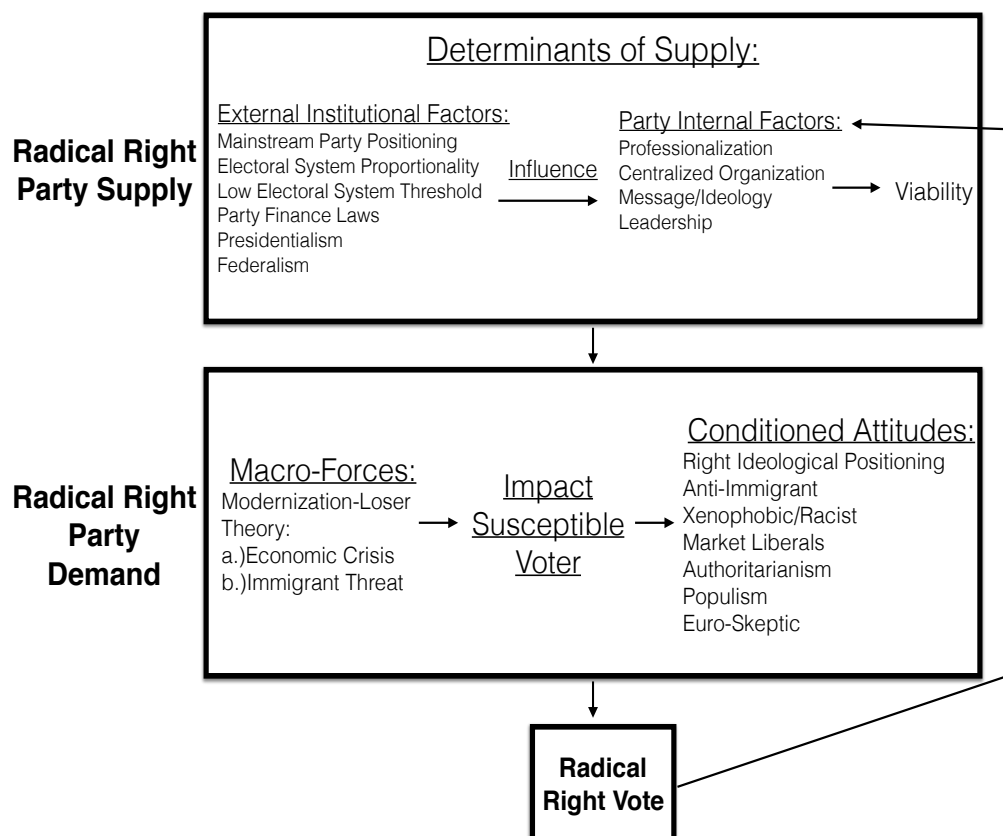 Radical Right
Party Supply
Determinants of Supply:
External Institutional Factors:
Mainstream Party Positioning
Electoral System Proportionality
Low Electoral System Threshold
Party Finance Laws
Presidentialism
Federalism
Influence
Party Internal Factors:
Professionalization
Centralized Organization
Message/Ideology
Leadership
Viability
Radical Right
Party
Demand
Macro-Forces:
Modernization-Loser
Theory:
a.)Economic Crisis
b.)Immigrant Threat
Impact
Susceptible
Voter
Conditioned Attitudes:
Right Ideological Positioning
Anti-Immigrant
Xenophobic/Racist
Market Liberals
Authoritarianism
Populism
Euro-Skeptic
Radical
Right Vote